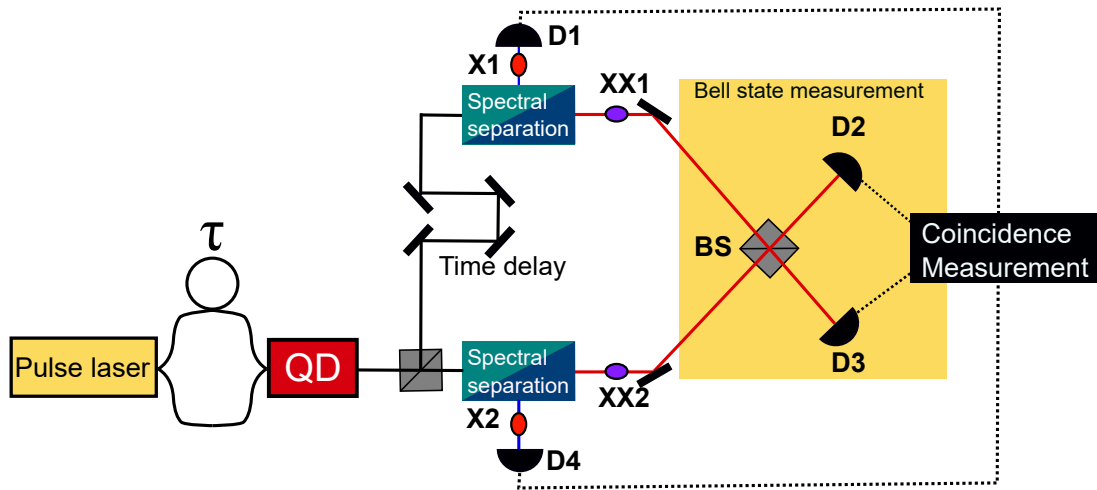 D1
X1
XX1
Bell state measurement
Spectral
separation
D2
τ
BS
Coincidence
Measurement
Time delay
Pulse laser
QD
Spectral
separation
D3
XX2
X2
D4